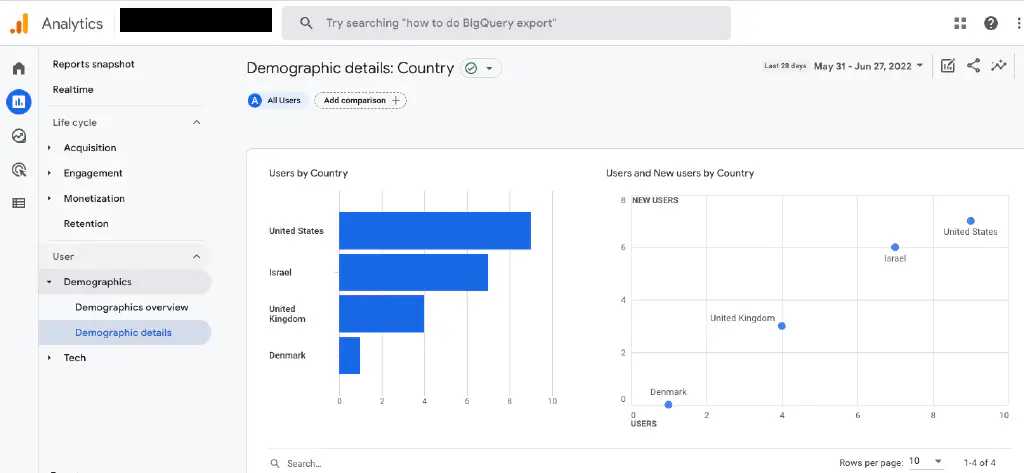 Analytics
Try searching "how to do BigQuery export"
Reports snapshot
Realtime
Life cycle
Acquisition
Engagement
Monetization
Retention
User
Demographics
Demographics overview
Demographic details
Tech
Demographic details: Country
Last 28 days May 31 - Jun 27, 2022
A All Users
Add comparison
Users by Country
United States
Israel
United
Kingdom
Denmark
0 2 4 6 8 10
Users and New users by Country
8 NEW USERS
6
4
2
0
United States
Israel
United Kingdom
Denmark
0 2 4 6 8 10
USERS
Search...
Rows per page: 10 1-4 of 4